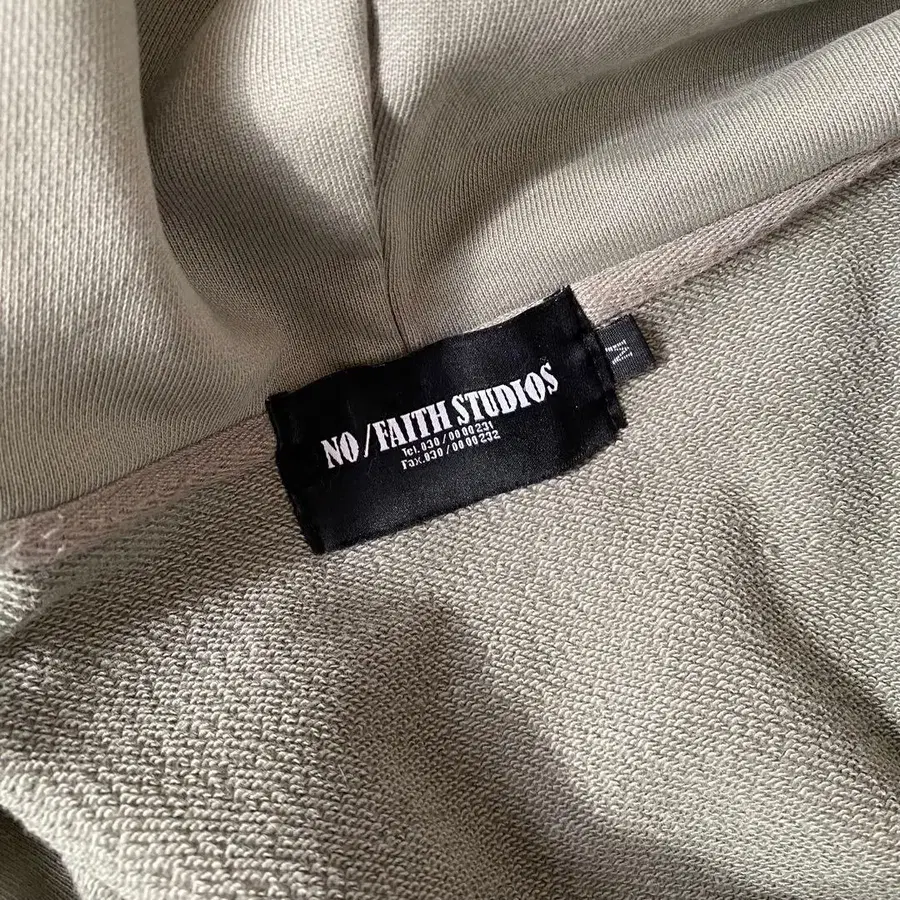 NO/FAITH STUDIOS
Tel.030/0000231
Fax.030/0000232
M